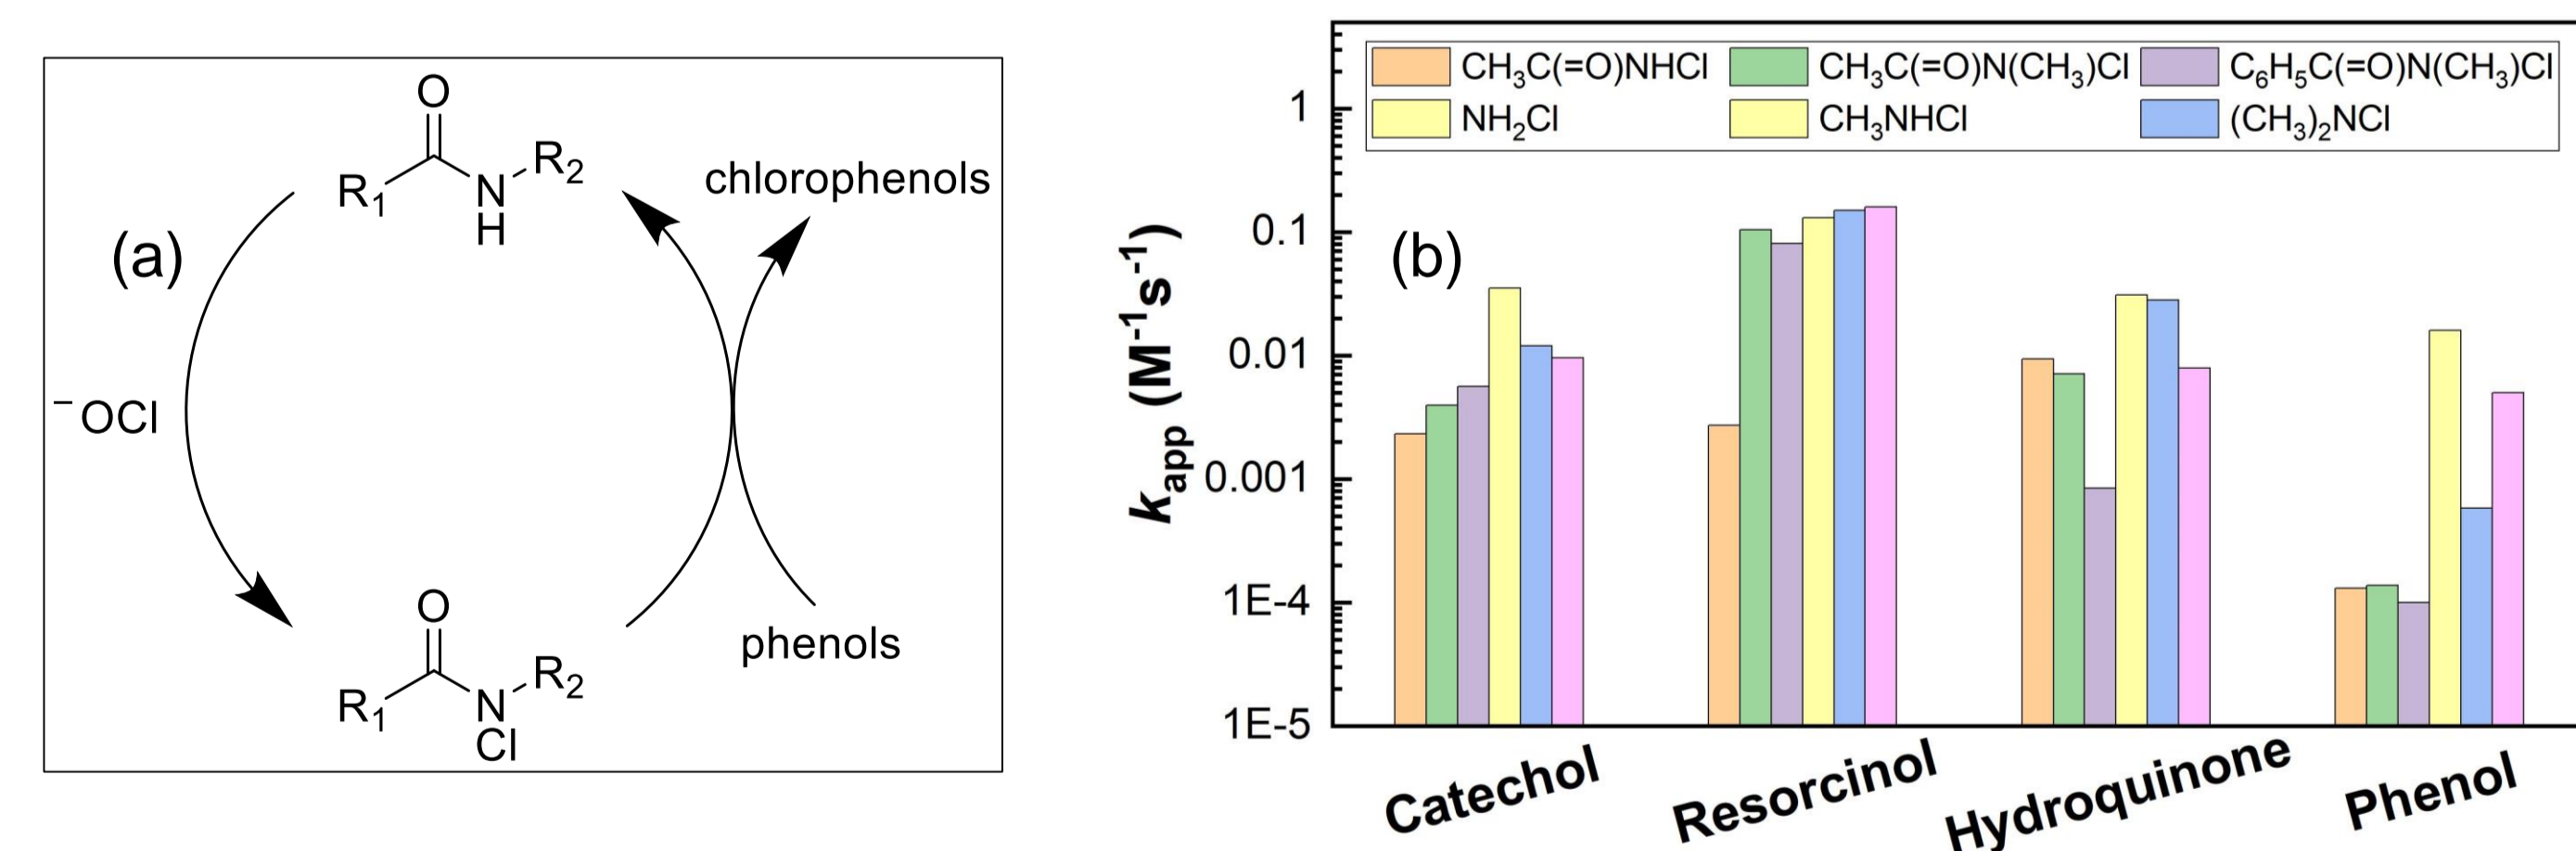 (a)
O
R₁
N
H
R₂
chlorophenols
⁻OCl
O
R₁
N
Cl
R₂
phenols
(b)
CH₃C(=O)NHCl CH₃C(=O)N(CH₃)Cl C₆H₅C(=O)N(CH₃)Cl
NH₂Cl CH₃NHCl (CH₃)₂NCl
kapp (M⁻¹s⁻¹)
1
0.1
0.01
0.001
1E-4
1E-5
Catechol
Resorcinol
Hydroquinone
Phenol